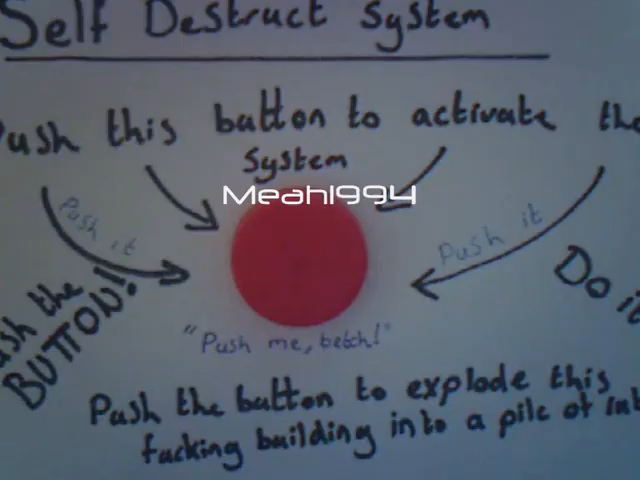 Self Destruct System
Push this button to activate the
system
Meah1994
Push it
Push it
Push the
BUTTON!
Do it
"Push me, betch!"
Push the button to explode this
fucking building into a pile of